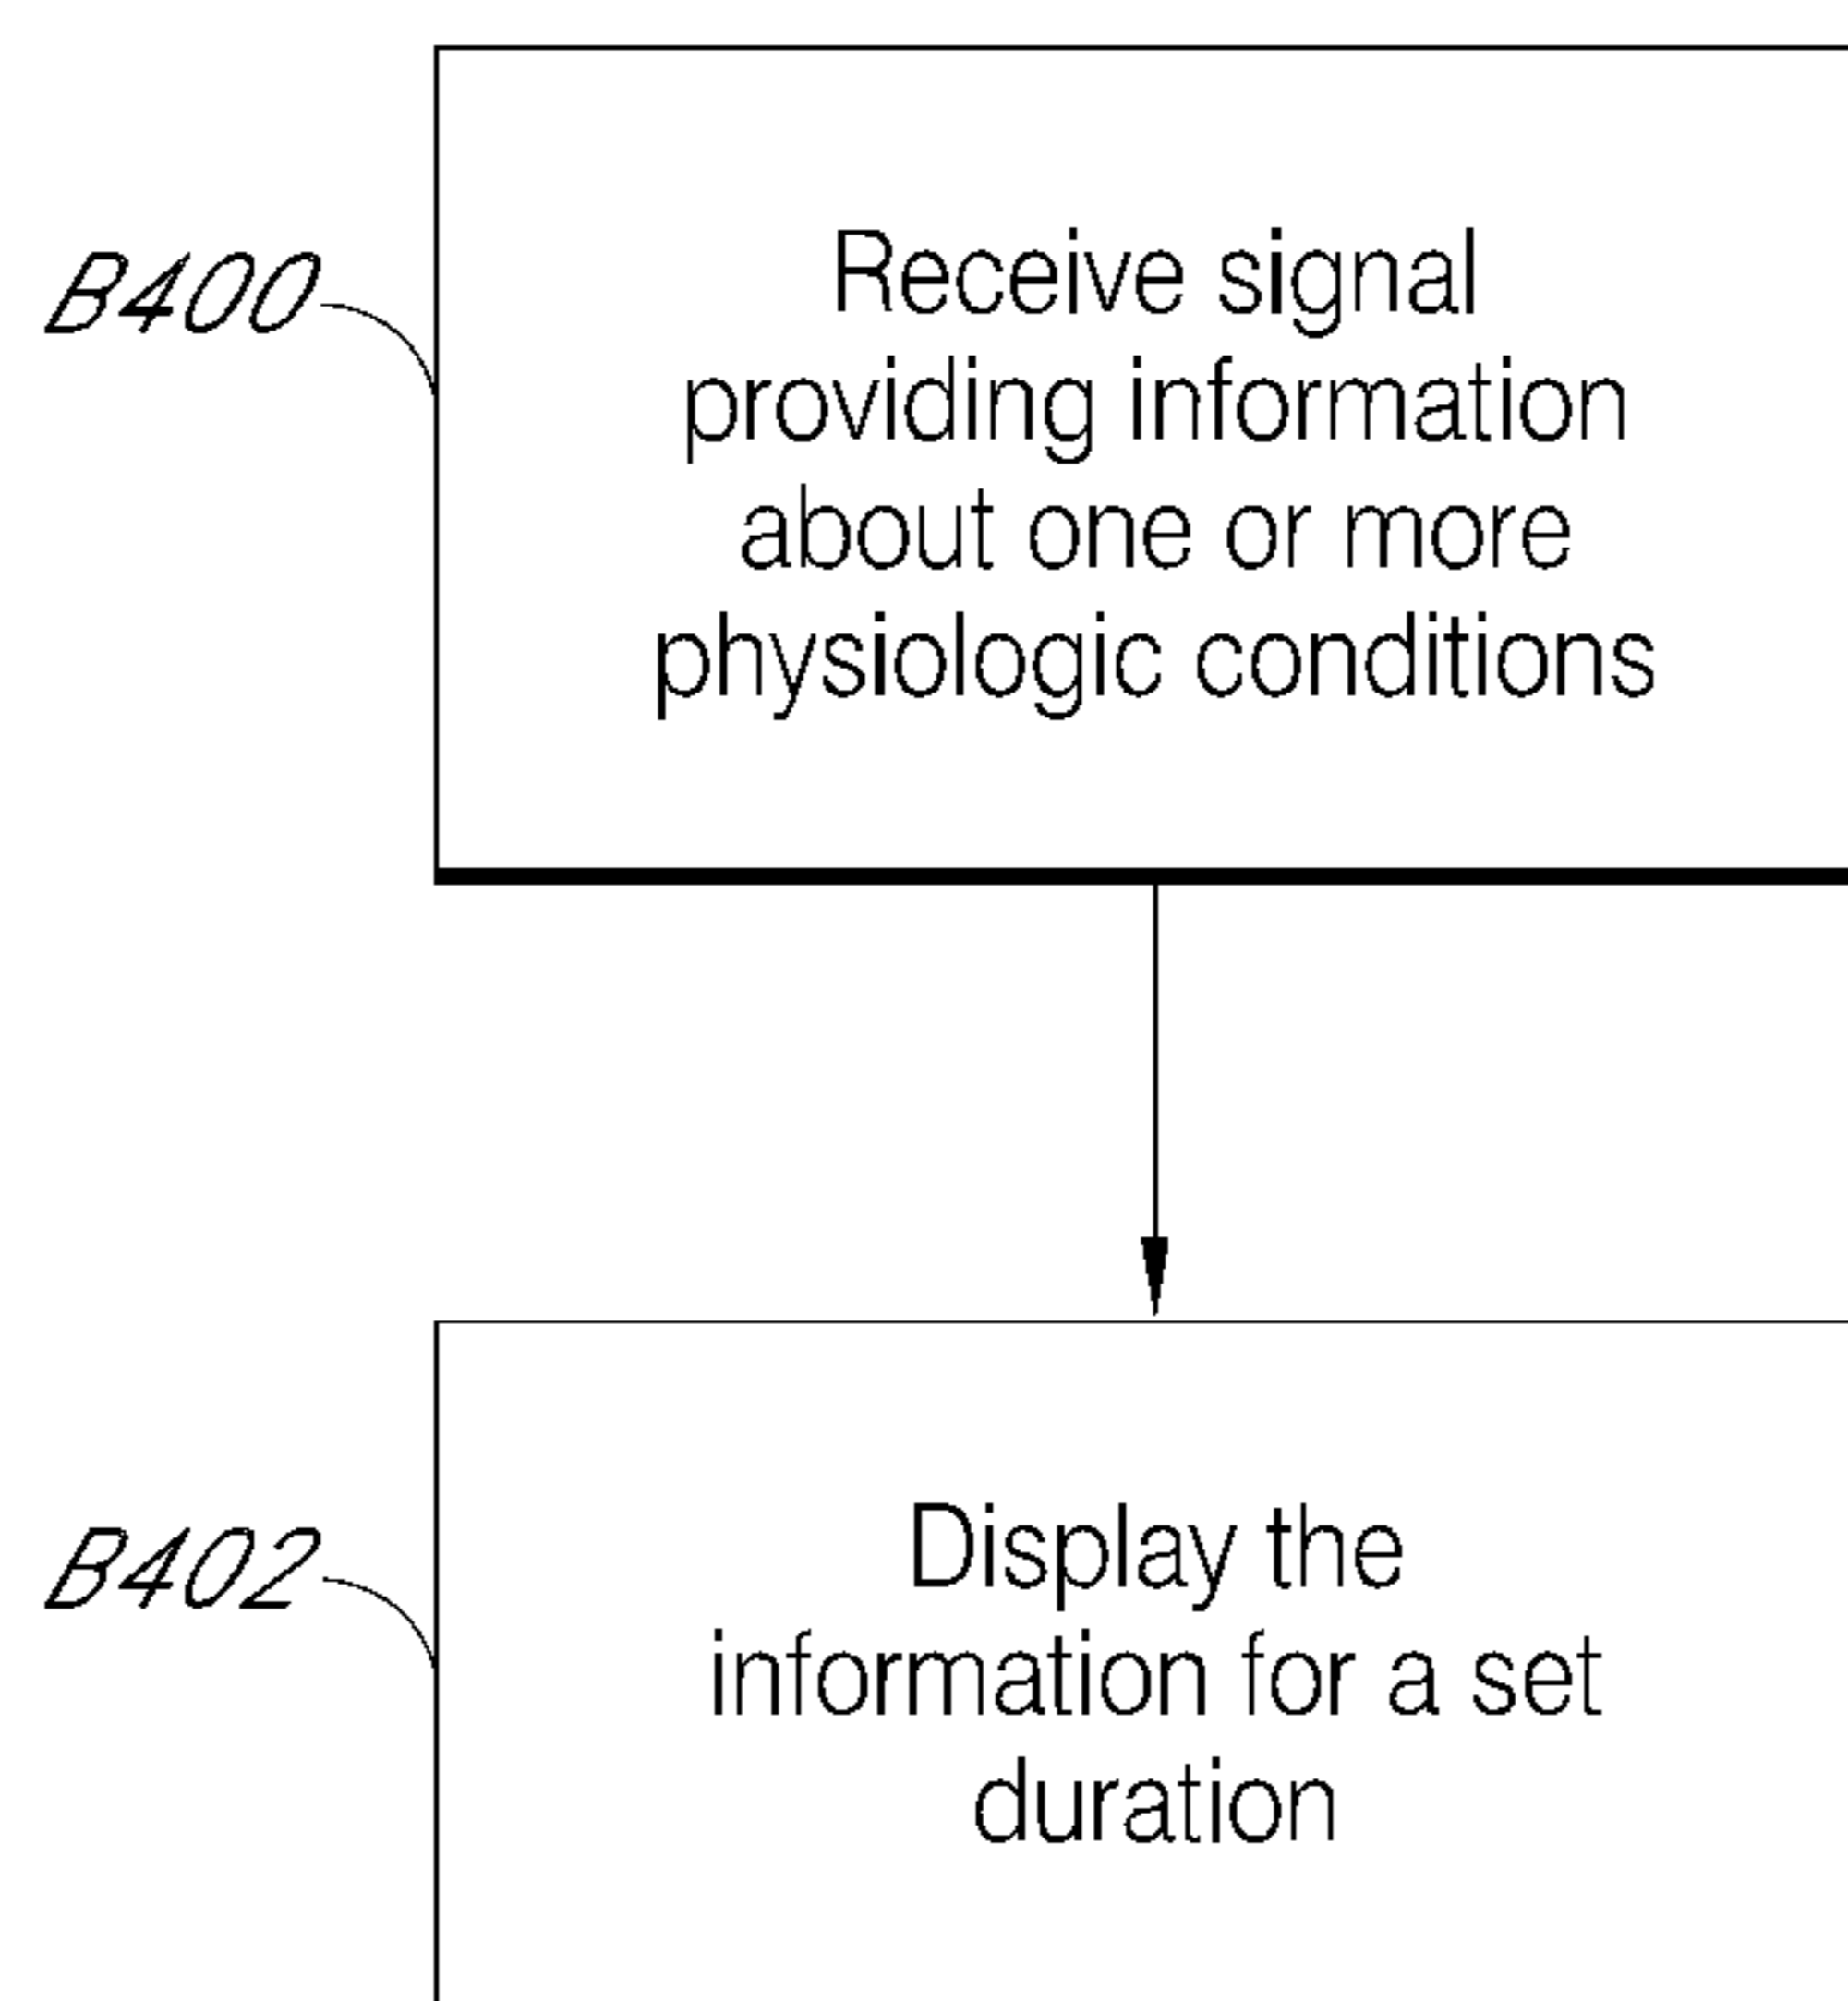 B400
Receive signal
providing information
about one or more
physiologic conditions
B402
Display the
information for a set
duration